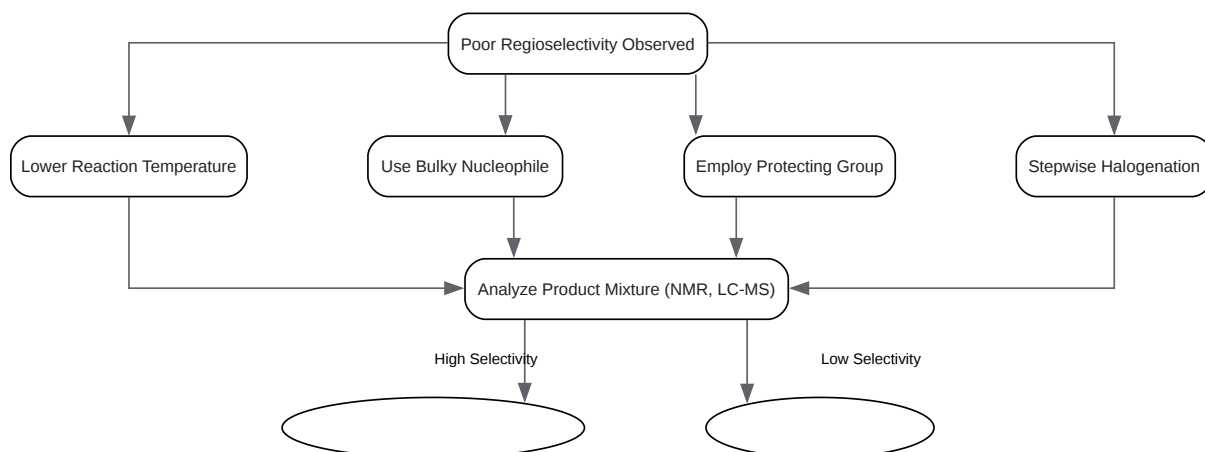 Poor Regioselectivity Observed
Lower Reaction Temperature
Use Bulky Nucleophile
Employ Protecting Group
Stepwise Halogenation
Analyze Product Mixture (NMR, LC-MS)
High Selectivity
Low Selectivity